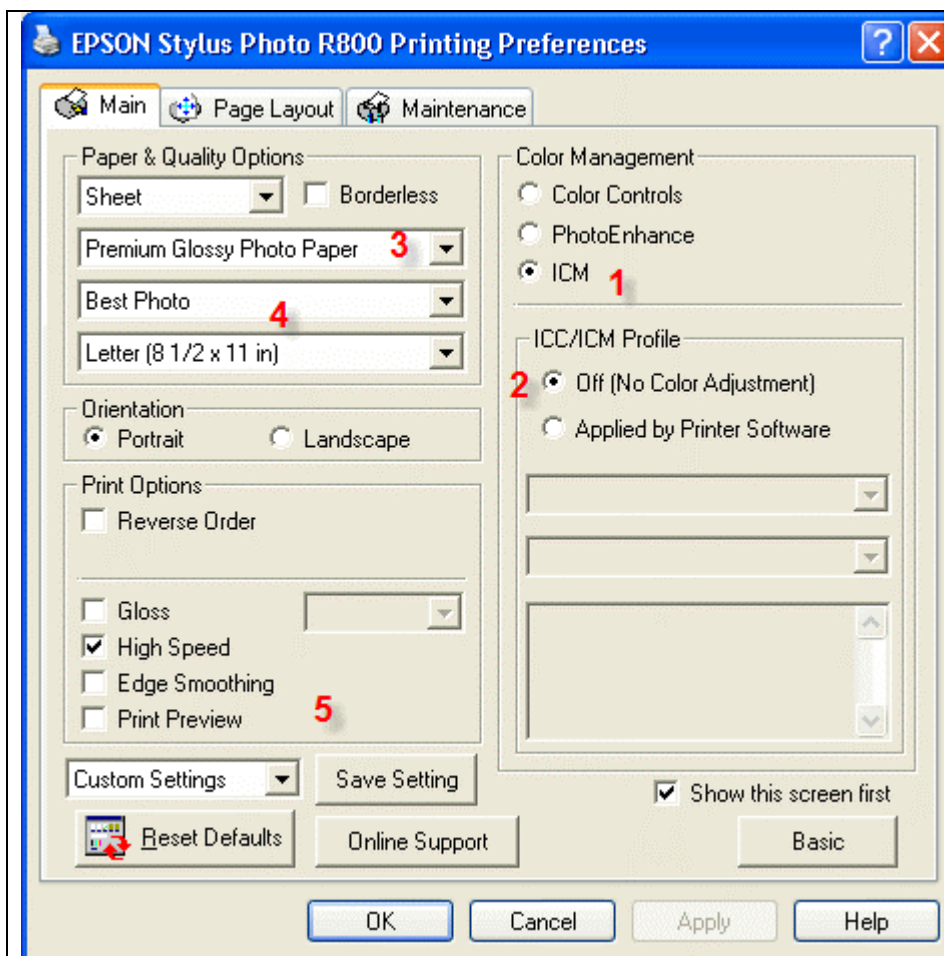 EPSON Stylus Photo R800 Printing Preferences
Main
Page Layout
Maintenance
Paper & Quality Options
Sheet
Borderless
Premium Glossy Photo Paper
3
Best Photo
4
Letter (8 1/2 x 11 in)
Orientation
Portrait
Landscape
Print Options
Reverse Order
Gloss
High Speed
Edge Smoothing
Print Preview
5
Custom Settings
Save Setting
Reset Defaults
Online Support
Color Management
Color Controls
PhotoEnhance
ICM
1
ICC/ICM Profile
2
Off (No Color Adjustment)
Applied by Printer Software
Show this screen first
Basic
OK
Cancel
Apply
Help